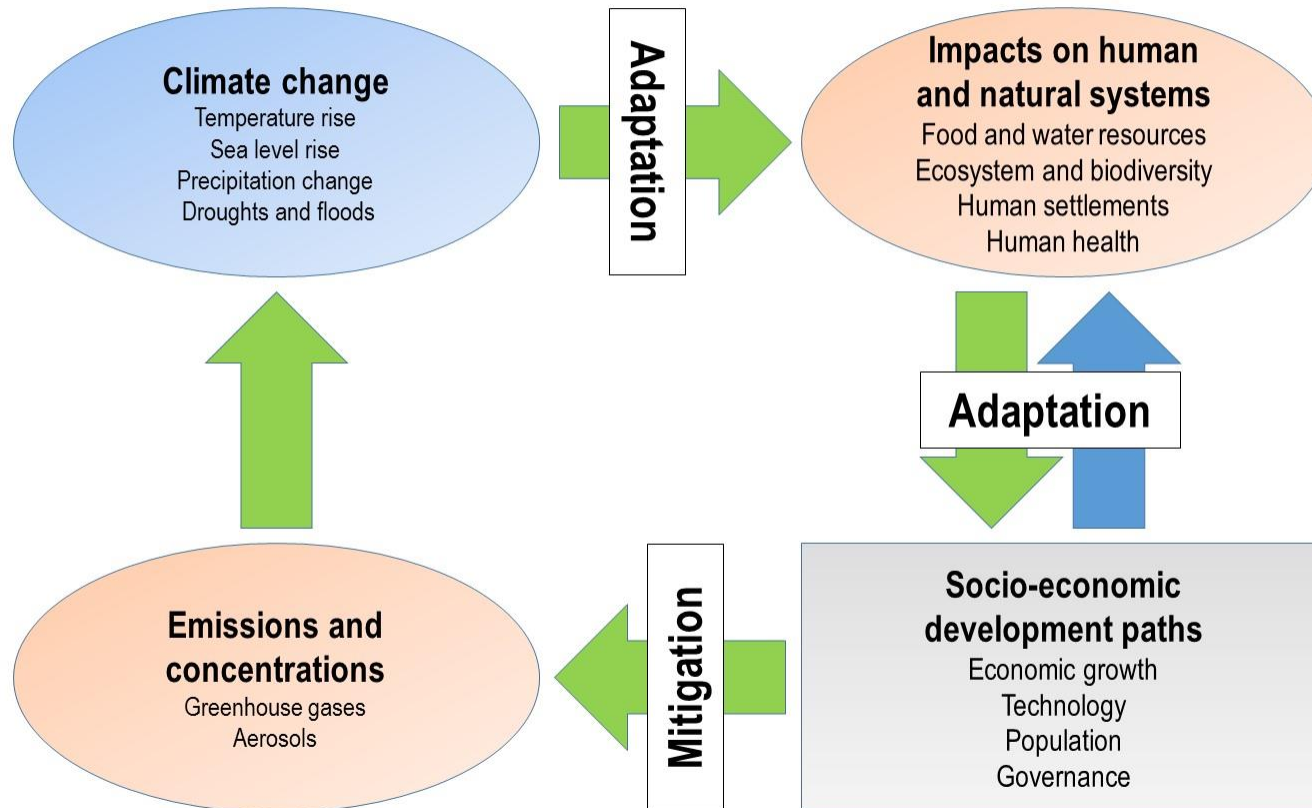 Climate change
Temperature rise
Sea level rise
Precipitation change
Droughts and floods
Adaptation
Impacts on human
and natural systems
Food and water resources
Ecosystem and biodiversity
Human settlements
Human health
Adaptation
Emissions and
concentrations
Greenhouse gases
Aerosols
Mitigation
Socio-economic
development paths
Economic growth
Technology
Population
Governance